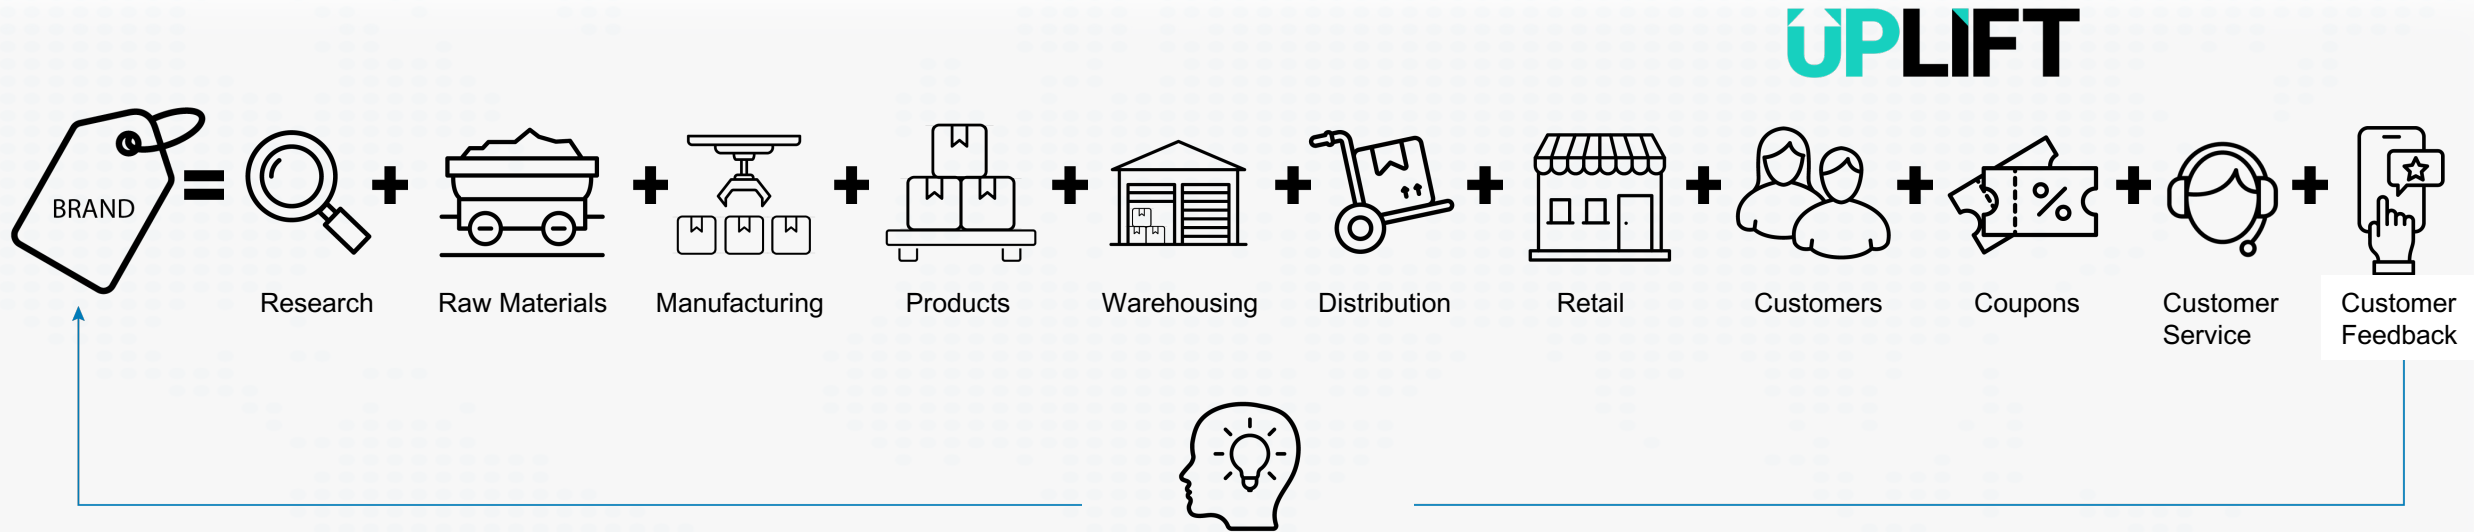 UPLIFT
BRAND
Research
Raw Materials
Manufacturing
Products
Warehousing
Distribution
Retail
Customers
Coupons
Customer
Service
Customer
Feedback